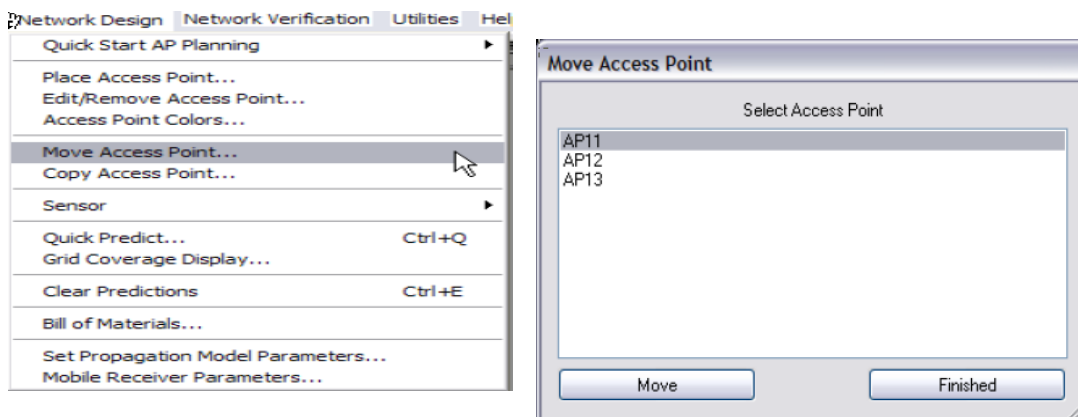 Network Design Network Verification Utilities Hel
Quick Start AP Planning
Place Access Point...
Edit/Remove Access Point...
Access Point Colors...
Move Access Point...
Copy Access Point...
Sensor
Quick Predict... Ctrl+Q
Grid Coverage Display...
Clear Predictions Ctrl+E
Bill of Materials...
Set Propagation Model Parameters...
Mobile Receiver Parameters...
Move Access Point
Select Access Point
AP11
AP12
AP13
Move Finished